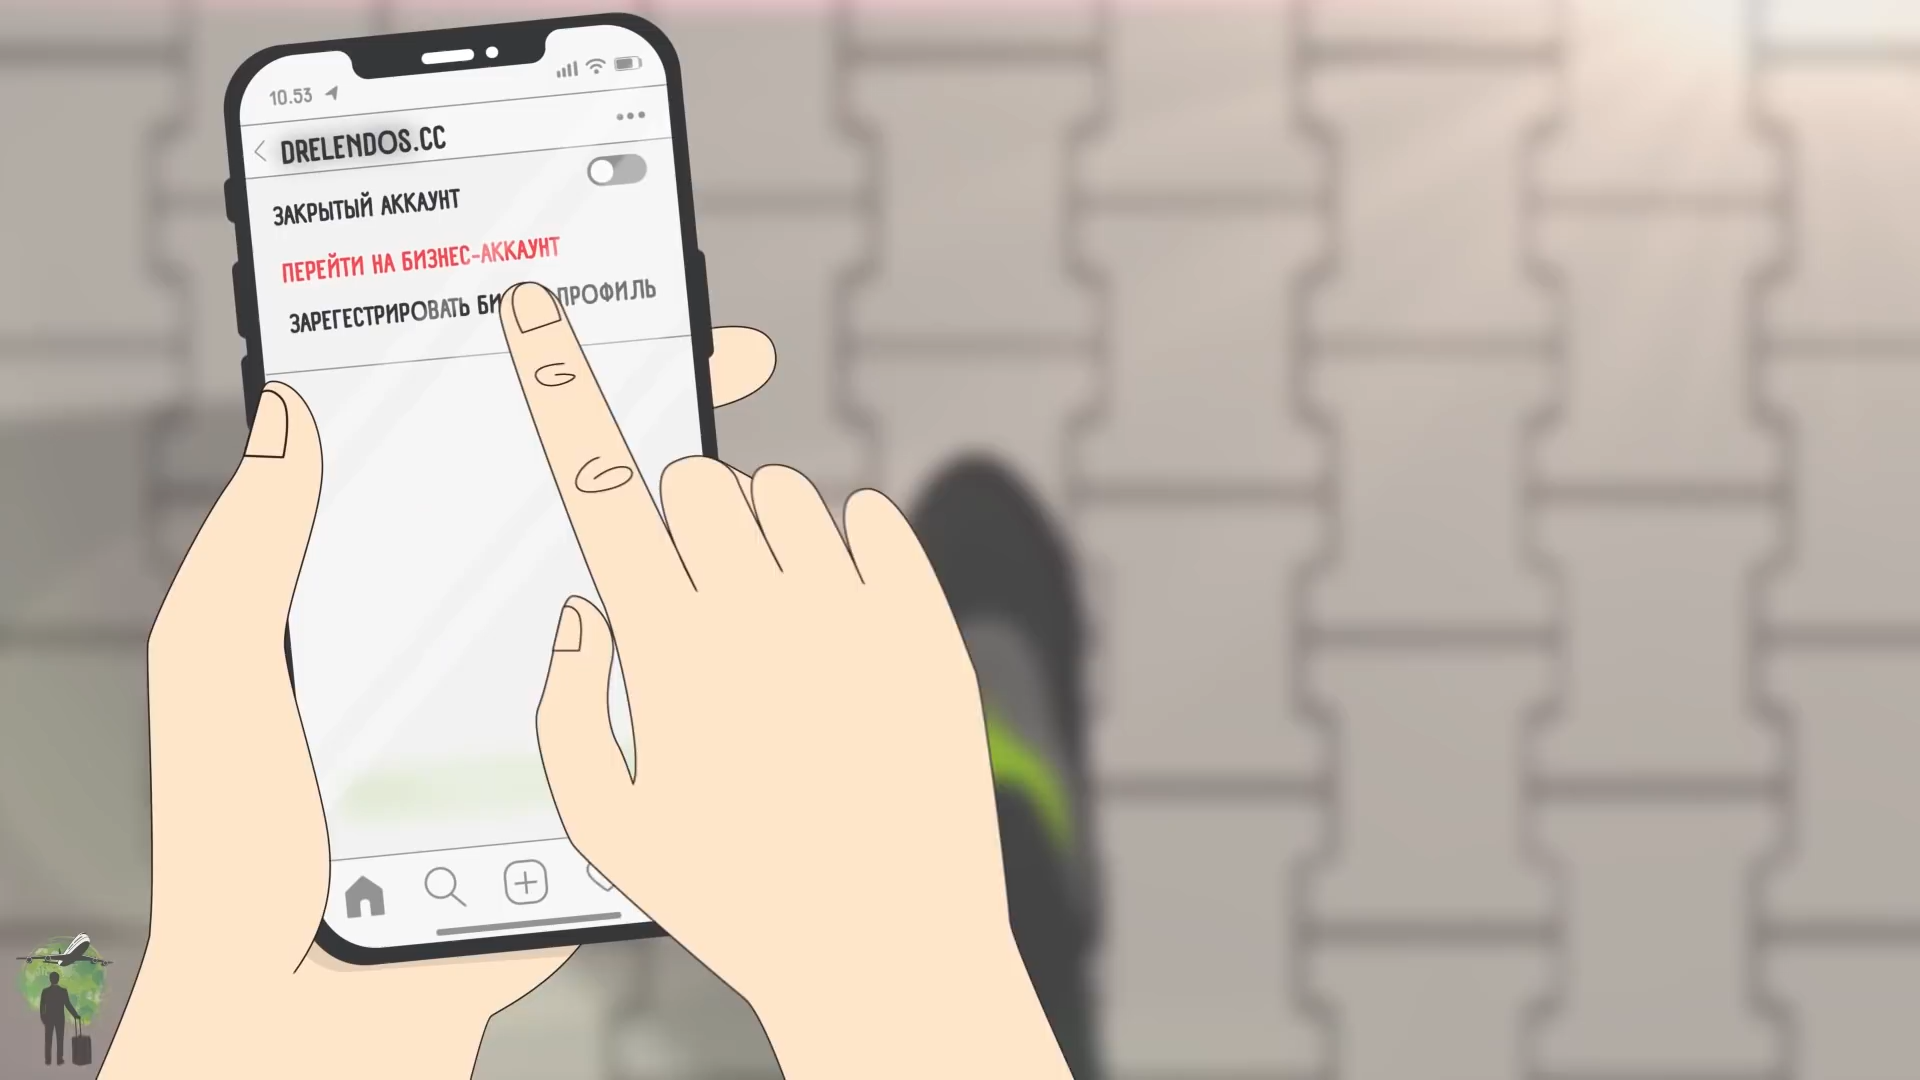 10.53
DRELENDOS.CC
ЗАКРЫТЫЙ АККАУНТ
ПЕРЕЙТИ НА БИЗНЕС-АККАУНТ
ЗАРЕГЕСТРИРОВАТЬ ПРОФИЛЬ